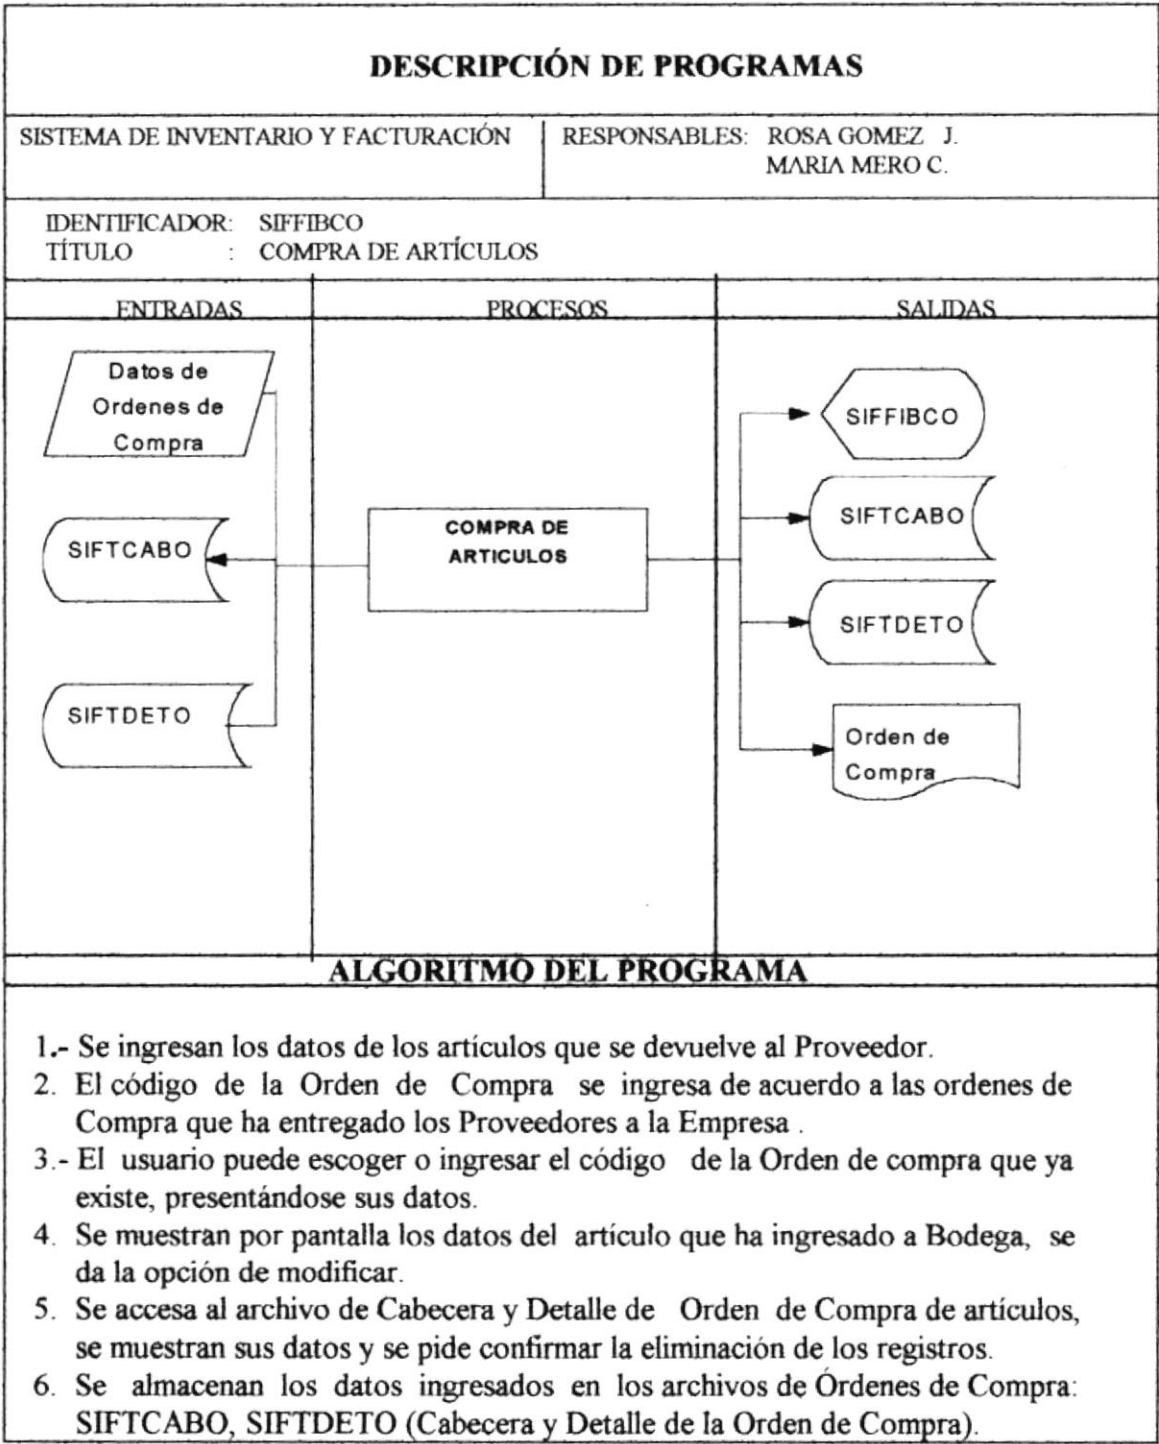 DESCRIPCIÓN DE PROGRAMAS
SISTEMA DE INVENTARIO Y FACTURACIÓN
RESPONSABLES: ROSA GOMEZ J.
MARIA MERO C.
IDENTIFICADOR: SIFFIBCO
TÍTULO : COMPRA DE ARTÍCULOS
ENTRADAS
PROCESOS
SALIDAS
Datos de
Ordenes de
Compra
SIFTCABO
SIFTDETO
COMPRA DE
ARTICULOS
SIFFIBCO
SIFTCABO
SIFTDETO
Orden de
Compra
ALGORITMO DEL PROGRAMA
1.- Se ingresan los datos de los artículos que se devuelve al Proveedor.
2. El código de la Orden de Compra se ingresa de acuerdo a las ordenes de
Compra que ha entregado los Proveedores a la Empresa .
3.- El usuario puede escoger o ingresar el código de la Orden de compra que ya
existe, presentándose sus datos.
4. Se muestran por pantalla los datos del artículo que ha ingresado a Bodega, se
da la opción de modificar.
5. Se accesa al archivo de Cabecera y Detalle de Orden de Compra de artículos,
se muestran sus datos y se pide confirmar la eliminación de los registros.
6. Se almacenan los datos ingresados en los archivos de Órdenes de Compra:
SIFTCABO, SIFTDETO (Cabecera y Detalle de la Orden de Compra).